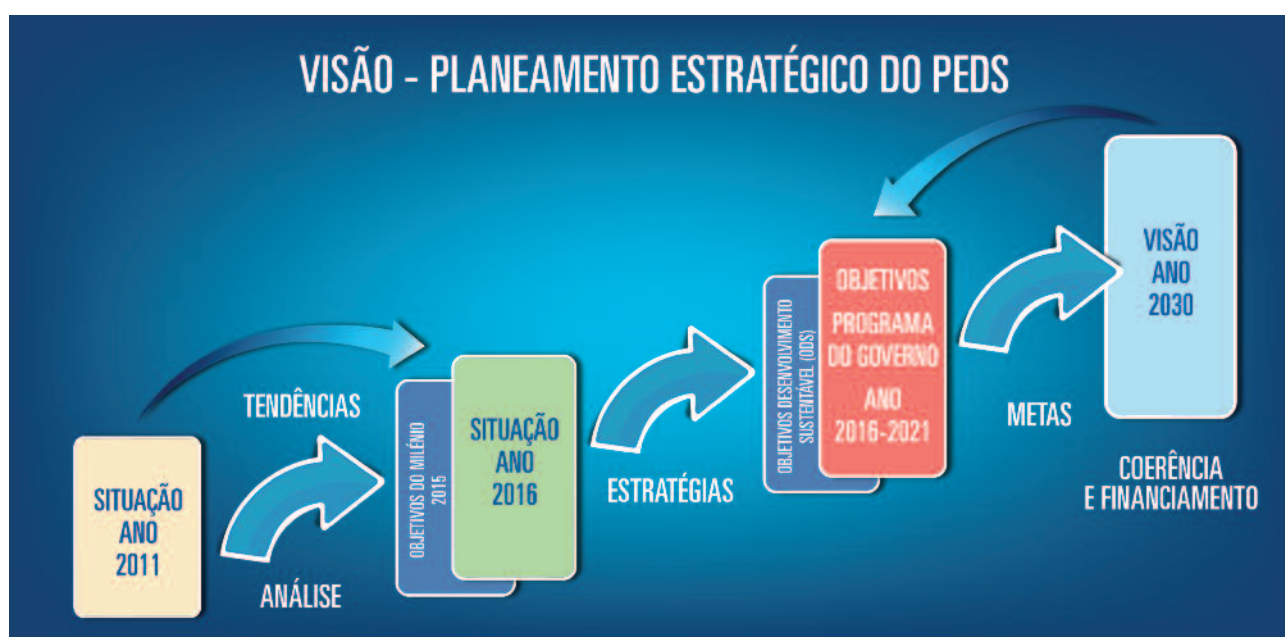 VISÃO - PLANEAMENTO ESTRATÉGICO DO PEDS
SITUAÇÃO
ANO
2011
TENDÊNCIAS
ANÁLISE
OBJETIVOS DO MILÉNIO
2015
SITUAÇÃO
ANO
2016
ESTRATÉGIAS
OBJETIVOS DESENVOLVIMENTO
SUSTENTÁVEL (ODS)
OBJETIVOS
PROGRAMA
DO GOVERNO
ANO
2016-2021
METAS
VISÃO
ANO
2030
COERÊNCIA
E FINANCIAMENTO